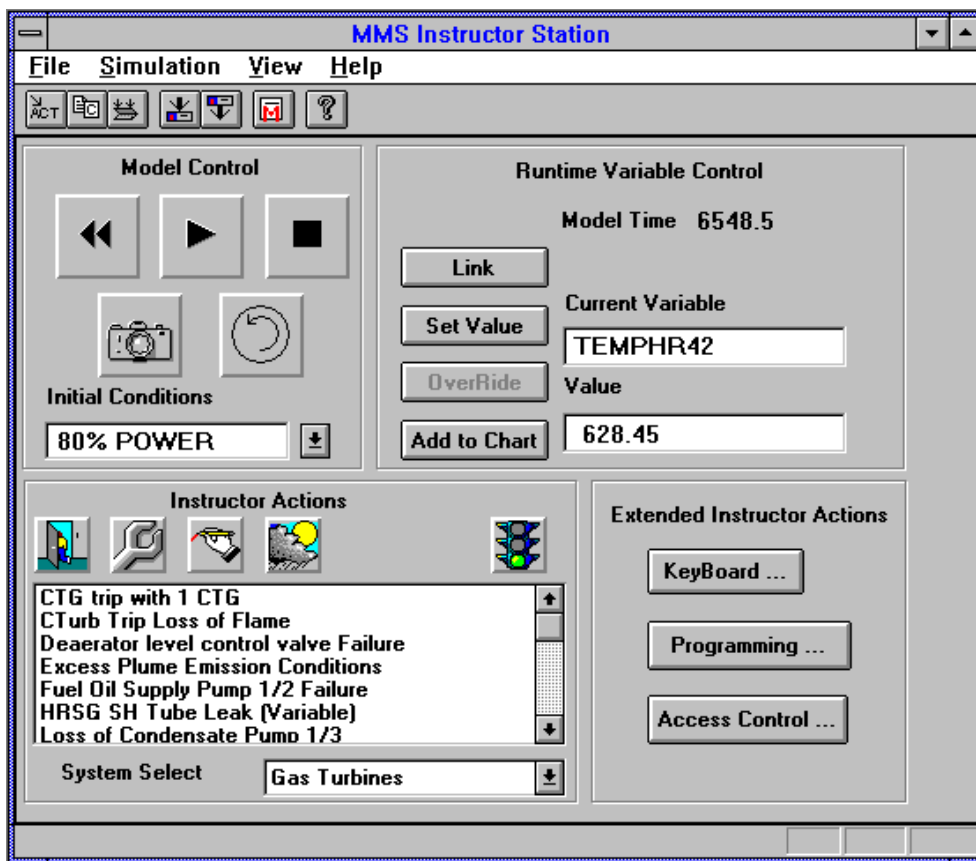 MMS Instructor Station
File Simulation View Help
ACT C M ?
Model Control
Initial Conditions
80% POWER
Runtime Variable Control
Model Time 6548.5
Link
Set Value
OverRide
Add to Chart
Current Variable
TEMPHR42
Value
628.45
Instructor Actions
CTG trip with 1 CTG
CTurb Trip Loss of Flame
Deaerator level control valve Failure
Excess Plume Emission Conditions
Fuel Oil Supply Pump 1/2 Failure
HRSG SH Tube Leak (Variable)
Loss of Condensate Pump 1/3
System Select Gas Turbines
Extended Instructor Actions
KeyBoard ...
Programming ...
Access Control ...